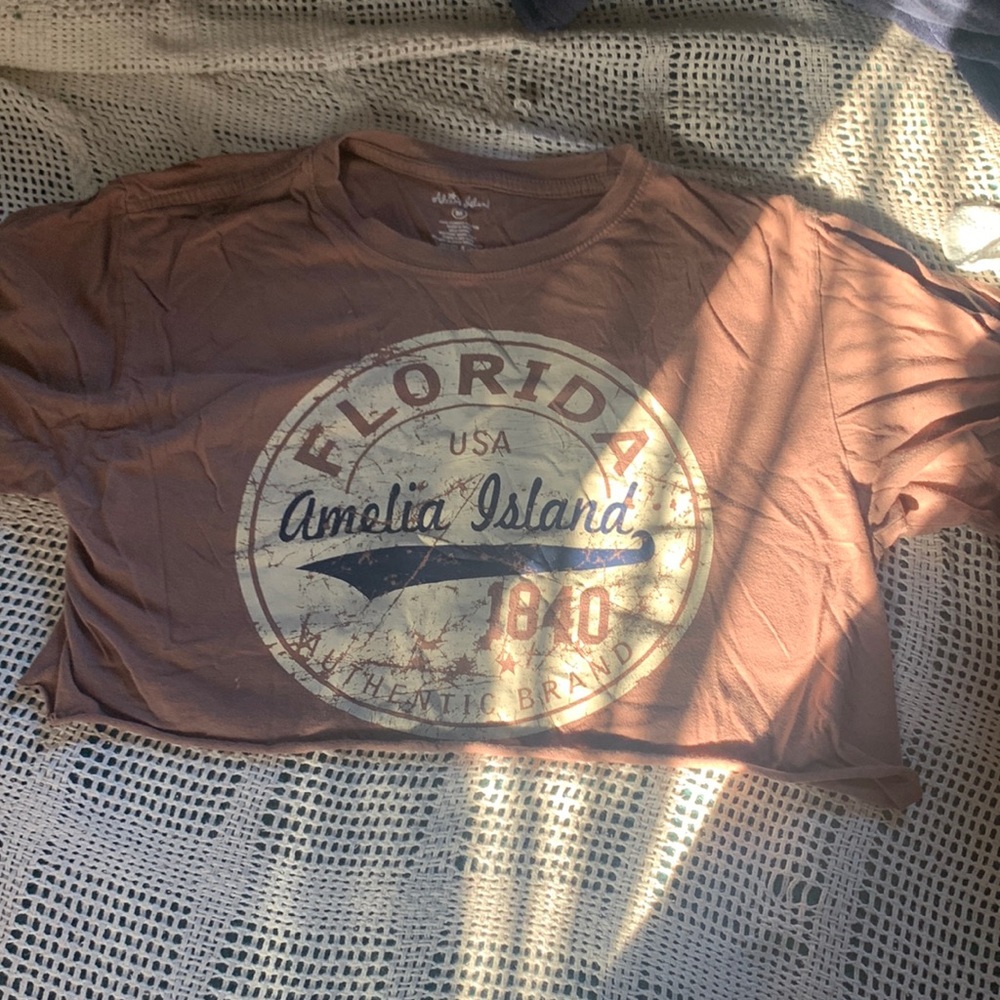 M
FLORIDA
USA
Amelia Island
1840
AUTHENTIC BRAND